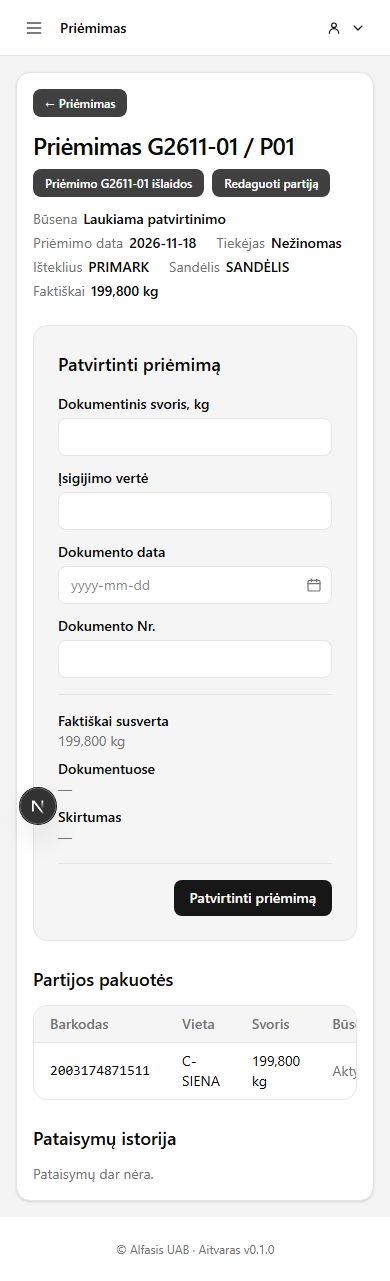 Priėmimas
← Priėmimas
Priėmimas G2611-01 / P01
Priėmimo G2611-01 išlaidos Redaguoti partiją
Būsena Laukiama patvirtinimo
Priėmimo data 2026-11-18 Tiekėjas Nežinomas
Išteklius PRIMARK Sandėlis SANDĖLIS
Faktiškai 199,800 kg
Patvirtinti priėmimą
Dokumentinis svoris, kg
Įsigijimo vertė
Dokumento data
yyyy-mm-dd
Dokumento Nr.
Faktiškai susverta
199,800 kg
Dokumentuose
—
N
Skirtumas
—
Patvirtinti priėmimą
Partijos pakuotės
Barkodas Vieta Svoris Būs
2003174871511 C-SIENA 199,800 kg Akty
Pataisymų istorija
Pataisymų dar nėra.
© Alfasis UAB · Aitvaras v0.1.0